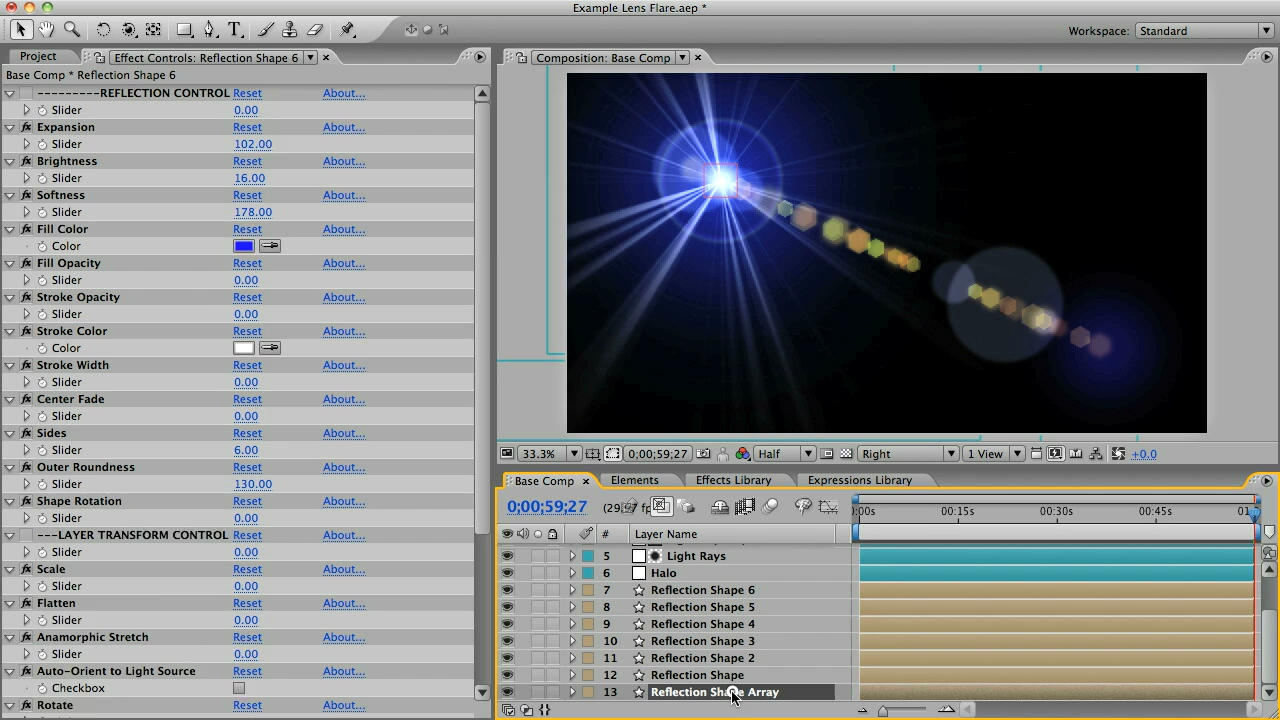 Example Lens Flare.aep *
Workspace: Standard
Project
Effect Controls: Reflection Shape 6
Base Comp * Reflection Shape 6
---------REFLECTION CONTROL Reset About...
Slider 0.00
Expansion Reset About...
Slider 102.00
Brightness Reset About...
Slider 16.00
Softness Reset About...
Slider 178.00
Fill Color Reset About...
Color
Fill Opacity Reset About...
Slider 0.00
Stroke Opacity Reset About...
Slider 0.00
Stroke Color Reset About...
Color
Stroke Width Reset About...
Slider 0.00
Center Fade Reset About...
Slider 0.00
Sides Reset About...
Slider 6.00
Outer Roundness Reset About...
Slider 130.00
Shape Rotation Reset About...
Slider 0.00
---LAYER TRANSFORM CONTROL Reset About...
Slider 0.00
Scale Reset About...
Slider 0.00
Flatten Reset About...
Slider 0.00
Anamorphic Stretch Reset About...
Slider 0.00
Auto-Orient to Light Source Reset About...
Checkbox
Rotate Reset About...
Composition: Base Comp
33.3% 0;00;59;27 Half Right 1 View +0.0
Base Comp Elements Effects Library Expressions Library
0;00;59;27
:00s 00:15s 00:30s 00:45s 01:
# Layer Name
5 Light Rays
6 Halo
7 Reflection Shape 6
8 Reflection Shape 5
9 Reflection Shape 4
10 Reflection Shape 3
11 Reflection Shape 2
12 Reflection Shape
13 Reflection Shape Array